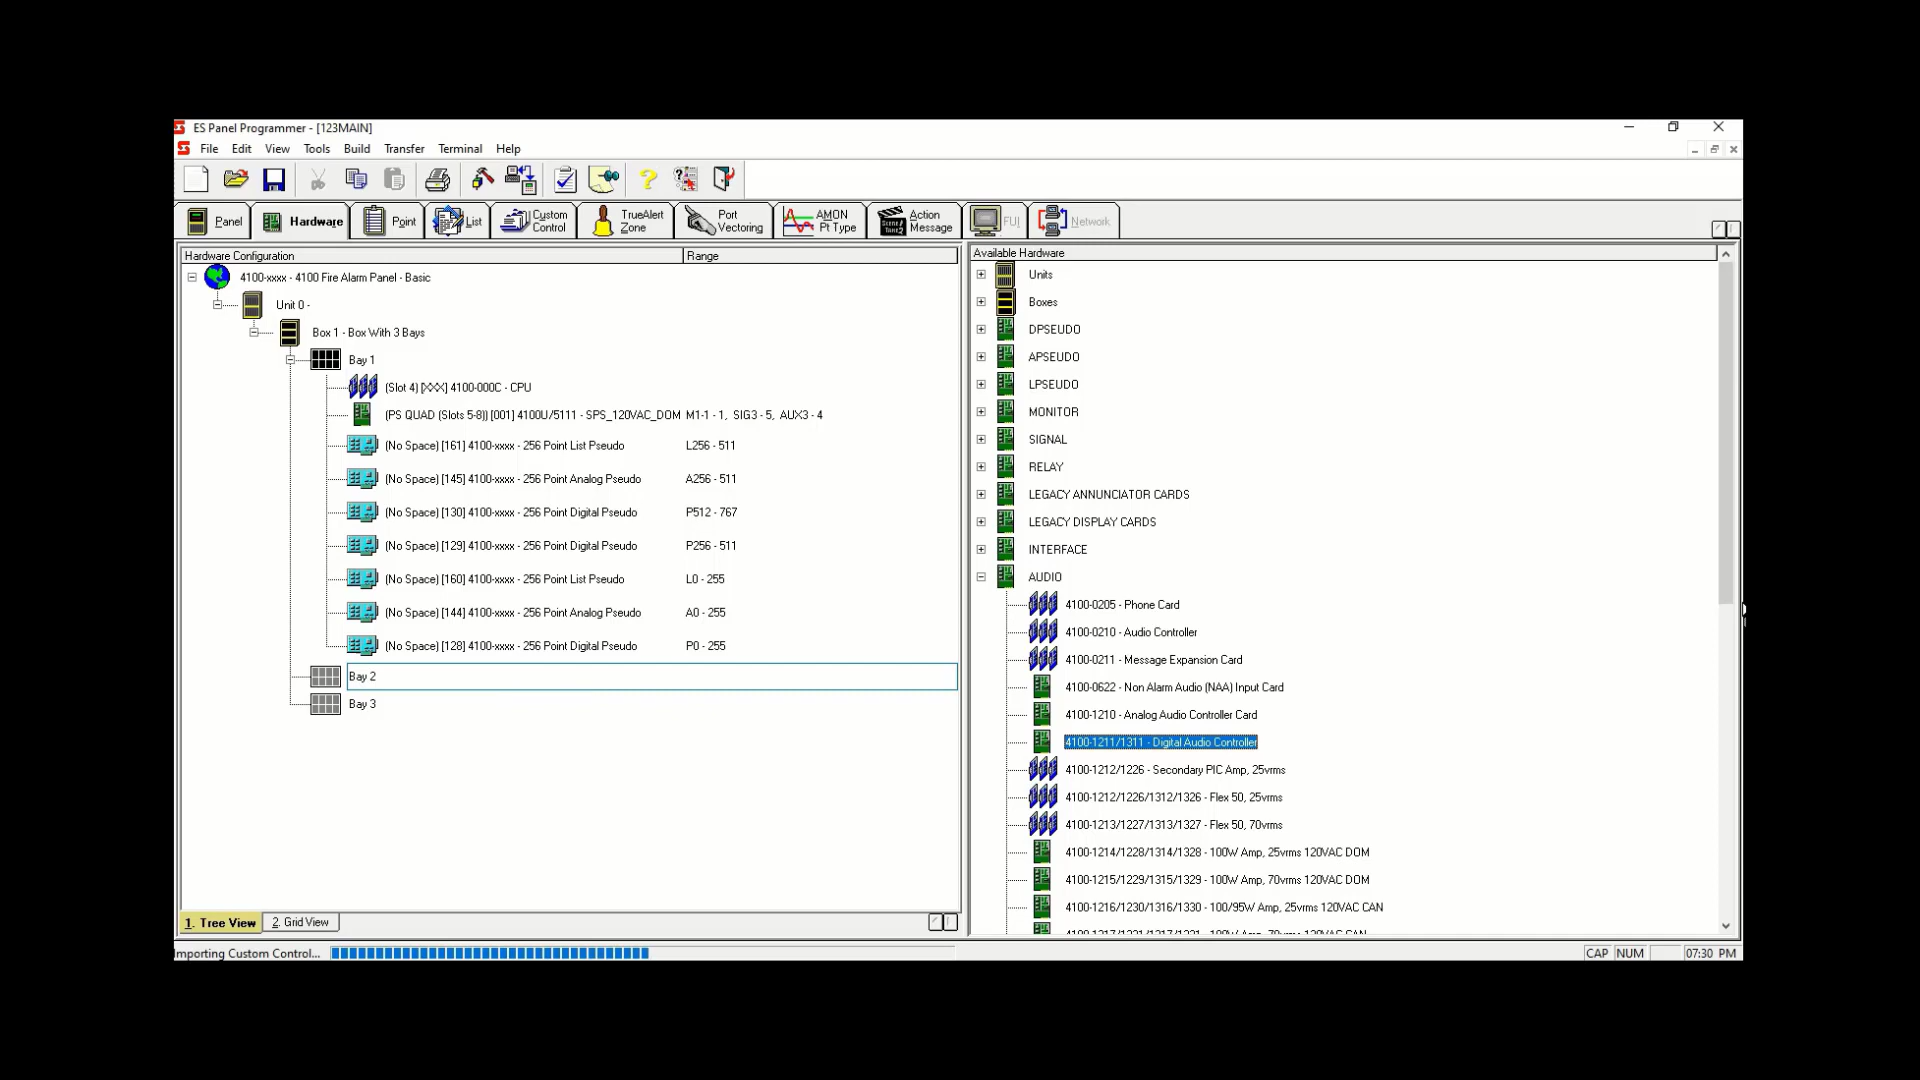 ES Panel Programmer - [123MAIN]
File Edit View Tools Build Transfer Terminal Help
Panel Hardware Point List Custom Control TrueAlert Zone Port Vectoring AMON Pt Type Action Message FUI Network
Hardware Configuration Range
4100-xxxx - 4100 Fire Alarm Panel - Basic
Unit 0 -
Box 1 - Box With 3 Bays
Bay 1
(Slot 4) [XXX] 4100-000C - CPU
(PS QUAD (Slots 5-8)) [001] 4100U/5111 - SPS_120VAC_DOM M1-1 - 1, SIG3 - 5, AUX3 - 4
(No Space) [161] 4100-xxxx - 256 Point List Pseudo L256 - 511
(No Space) [145] 4100-xxxx - 256 Point Analog Pseudo A256 - 511
(No Space) [130] 4100-xxxx - 256 Point Digital Pseudo P512 - 767
(No Space) [129] 4100-xxxx - 256 Point Digital Pseudo P256 - 511
(No Space) [160] 4100-xxxx - 256 Point List Pseudo L0 - 255
(No Space) [144] 4100-xxxx - 256 Point Analog Pseudo A0 - 255
(No Space) [128] 4100-xxxx - 256 Point Digital Pseudo P0 - 255
Bay 2
Bay 3
1. Tree View 2. Grid View
Available Hardware
Units
Boxes
DPSEUDO
APSEUDO
LPSEUDO
MONITOR
SIGNAL
RELAY
LEGACY ANNUNCIATOR CARDS
LEGACY DISPLAY CARDS
INTERFACE
AUDIO
4100-0205 - Phone Card
4100-0210 - Audio Controller
4100-0211 - Message Expansion Card
4100-0622 - Non Alarm Audio (NAA) Input Card
4100-1210 - Analog Audio Controller Card
4100-1211/1311 - Digital Audio Controller
4100-1212/1226 - Secondary PIC Amp, 25vrms
4100-1212/1226/1312/1326 - Flex 50, 25vrms
4100-1213/1227/1313/1327 - Flex 50, 70vrms
4100-1214/1228/1314/1328 - 100W Amp, 25vrms 120VAC DOM
4100-1215/1229/1315/1329 - 100W Amp, 70vrms 120VAC DOM
4100-1216/1230/1316/1330 - 100/95W Amp, 25vrms 120VAC CAN
Importing Custom Control... CAP NUM 07:30 PM